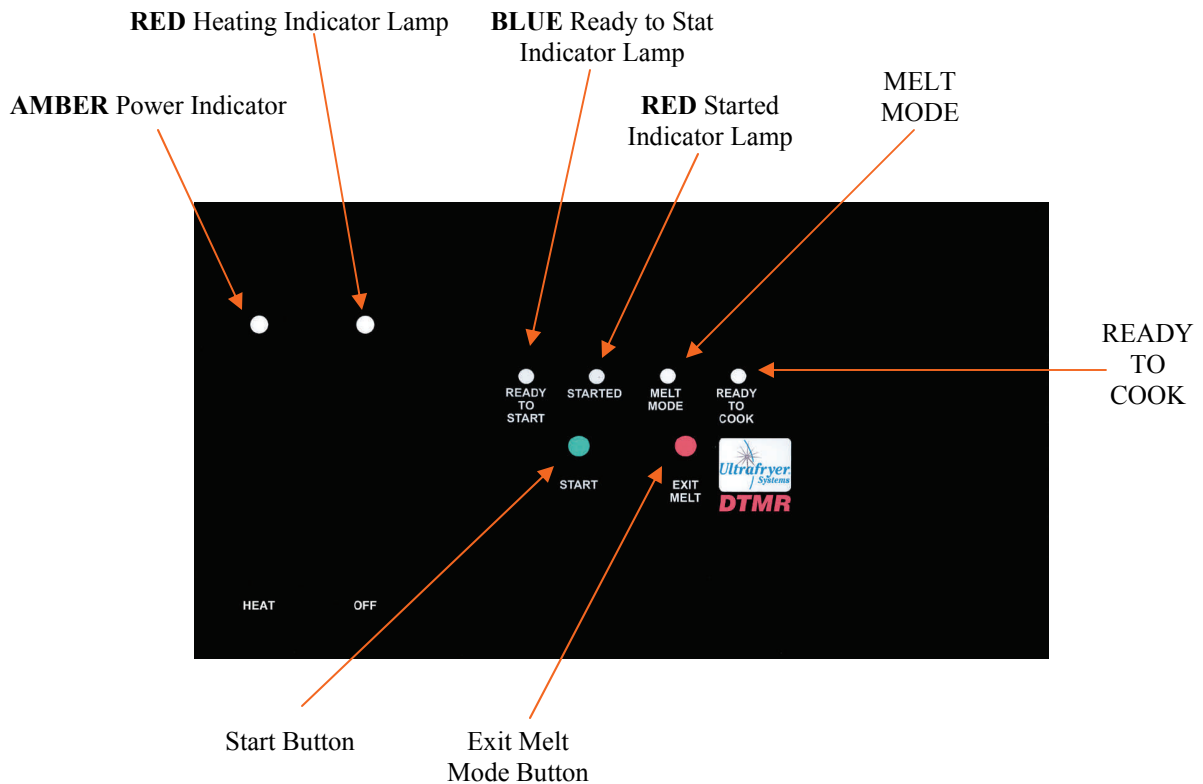 RED Heating Indicator Lamp
BLUE Ready to Stat
Indicator Lamp
AMBER Power Indicator
RED Started
Indicator Lamp
MELT
MODE
READY
TO
COOK
READY
TO
START
STARTED
MELT
MODE
READY
TO
COOK
START
EXIT
MELT
Ultrafryer
Systems
DTMR
HEAT
OFF
Start Button
Exit Melt
Mode Button